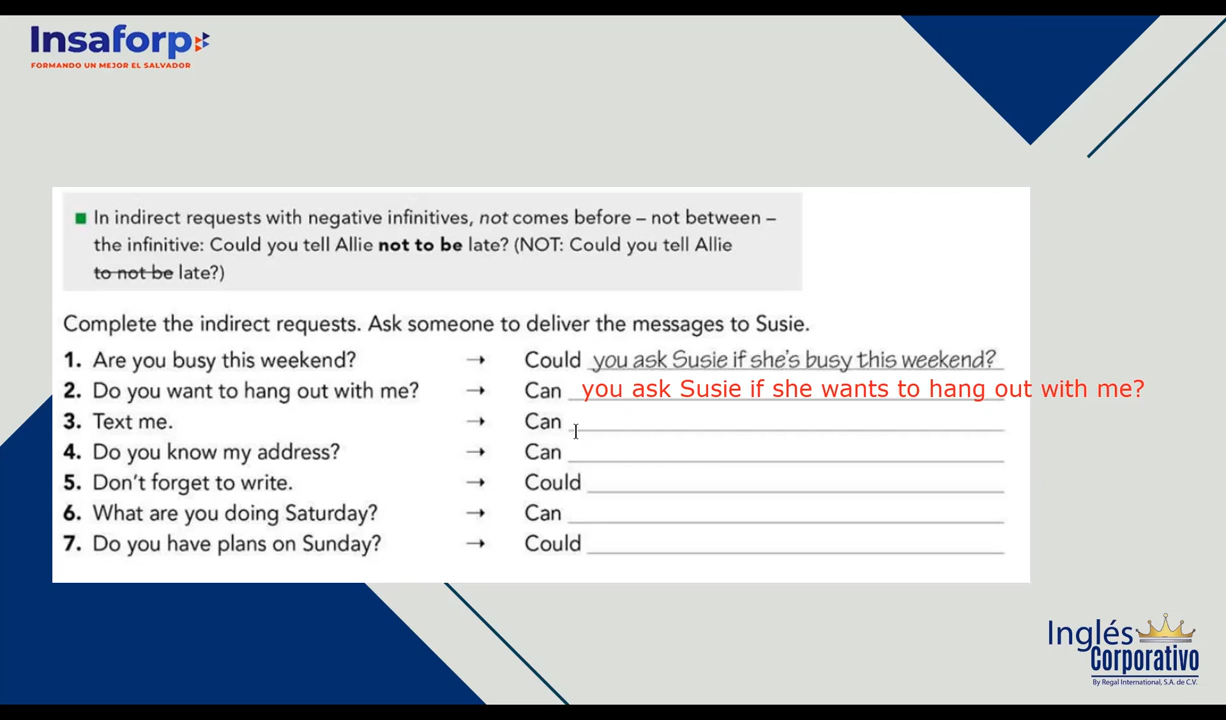 Insaforp
FORMANDO UN MEJOR EL SALVADOR
In indirect requests with negative infinitives, not comes before – not between –
the infinitive: Could you tell Allie not to be late? (NOT: Could you tell Allie
to not be late?)
Complete the indirect requests. Ask someone to deliver the messages to Susie.
1. Are you busy this weekend? → Could you ask Susie if she's busy this weekend?
2. Do you want to hang out with me? → Can you ask Susie if she wants to hang out with me?
3. Text me. → Can
4. Do you know my address? → Can
5. Don't forget to write. → Could
6. What are you doing Saturday? → Can
7. Do you have plans on Sunday? → Could
Inglés
Corporativo
By Regal International, S.A. de C.V.